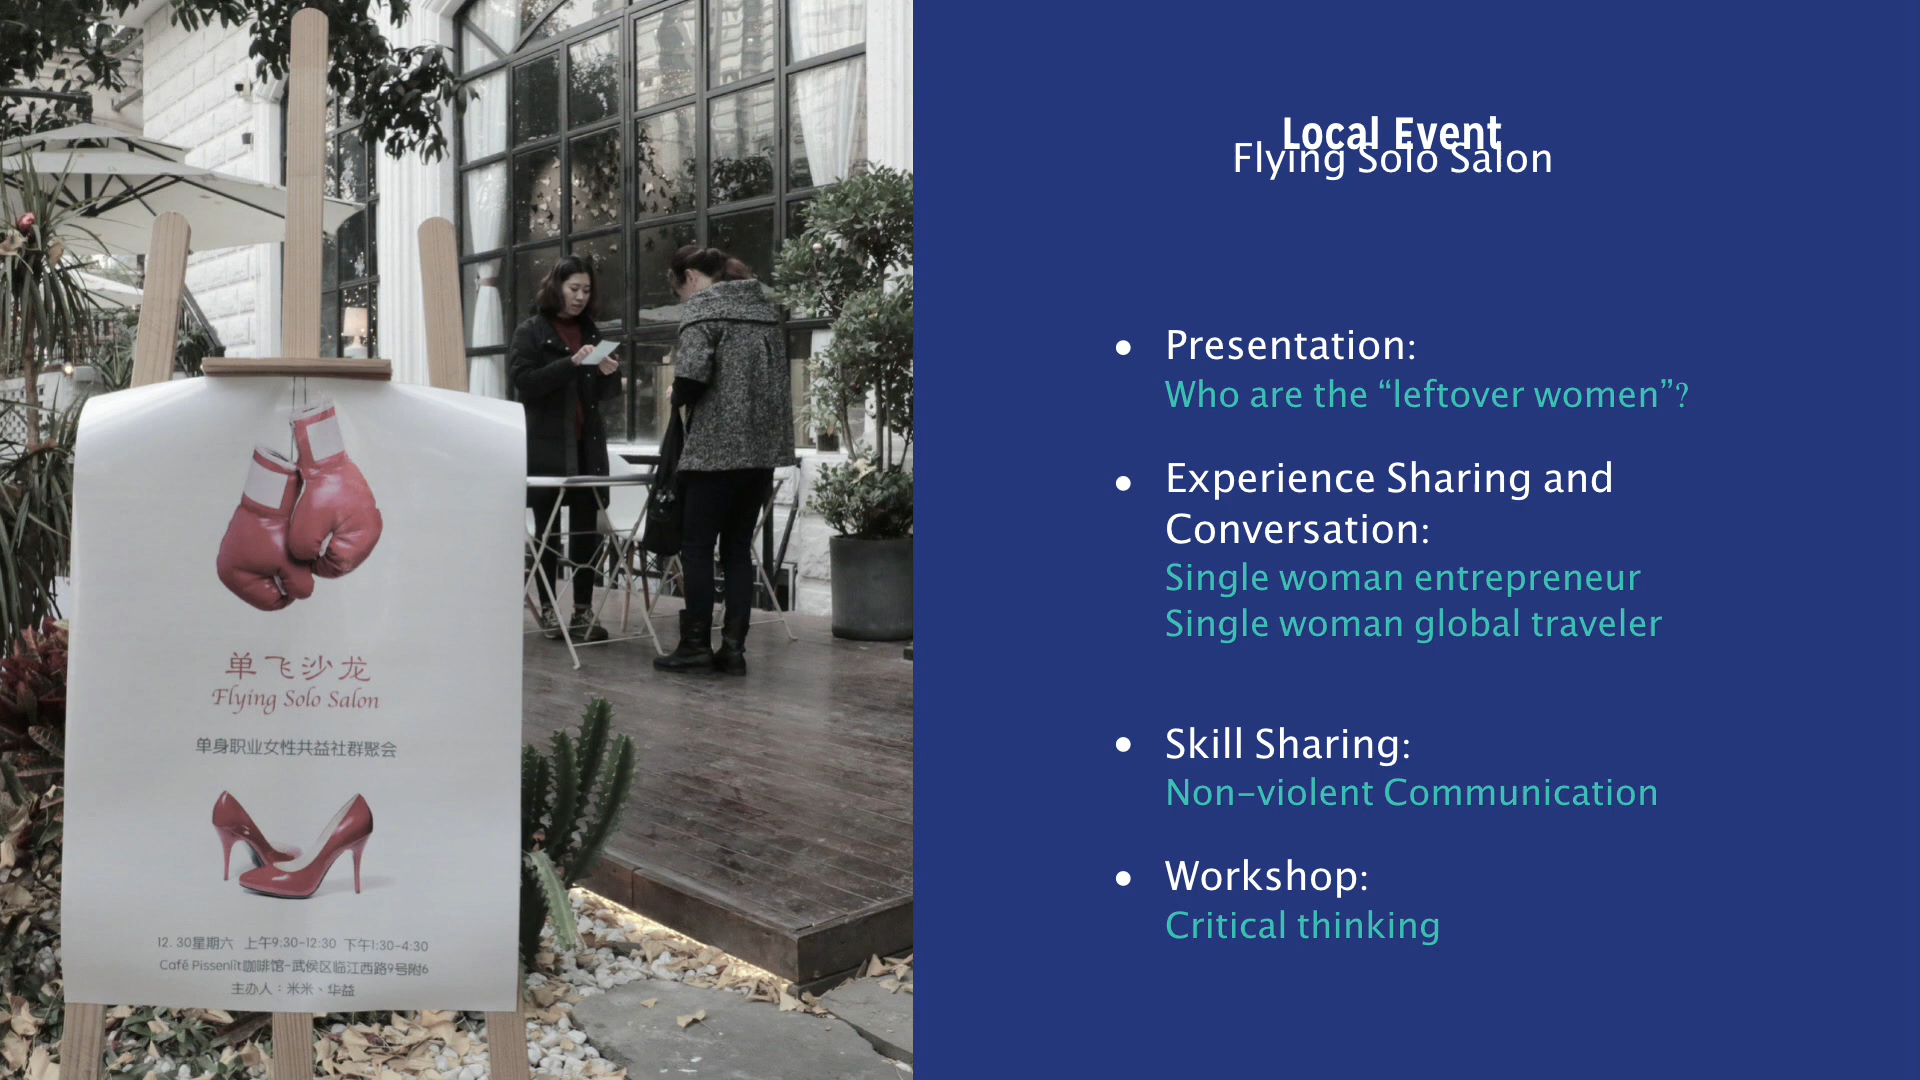 单飞沙龙
Flying Solo Salon
单身职业女性共益社群聚会
12. 30星期六 上午9:30-12:30 下午1:30-4:30
Café Pissenlit咖啡馆-武侯区临江西路9号附6
主办人：米米、华益
Local Event
Flying Solo Salon
• Presentation:
Who are the “leftover women”?
• Experience Sharing and
Conversation:
Single woman entrepreneur
Single woman global traveler
• Skill Sharing:
Non-violent Communication
• Workshop:
Critical thinking